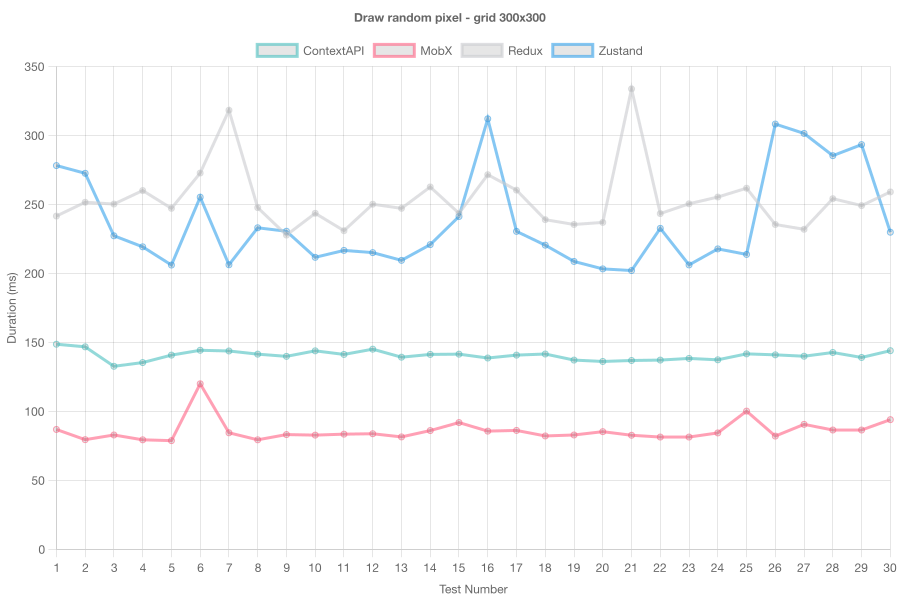 Draw random pixel - grid 300x300
ContextAPI MobX Redux Zustand
350
300
250
200
150
100
50
0
Duration (ms)
1 2 3 4 5 6 7 8 9 10 11 12 13 14 15 16 17 18 19 20 21 22 23 24 25 26 27 28 29 30
Test Number